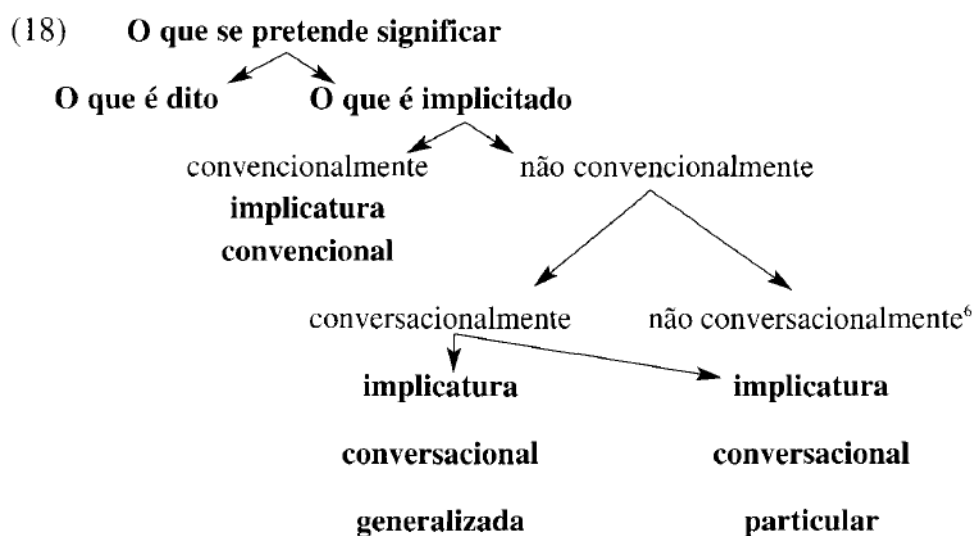 (18) O que se pretende significar
O que é dito O que é implicitado
convencionalmente não convencionalmente
implicatura
convencional
conversacionalmente não conversacionalmente⁶
implicatura implicatura
conversacional conversacional
generalizada particular